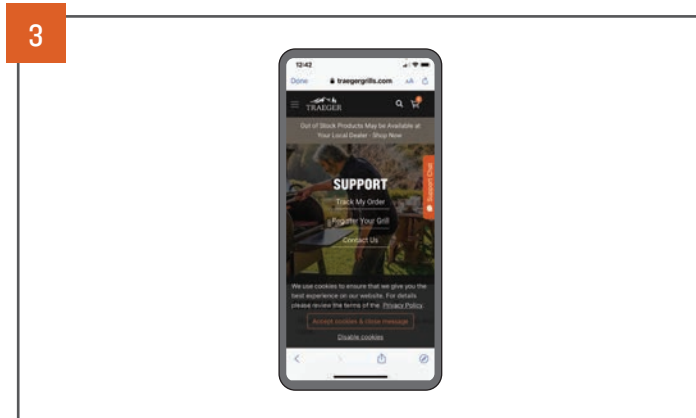 3
12:42
Done
traegergrills.com
AA
TRAEGER
Out of Stock Products May be Available at
Your Local Dealer - Shop Now
SUPPORT
Track My Order
Register Your Grill
Contact Us
Support Chat
We use cookies to ensure that we give you the
best experience on our website. For details
please review the terms of the Privacy Policy
Accept cookies & close message
Disable cookies